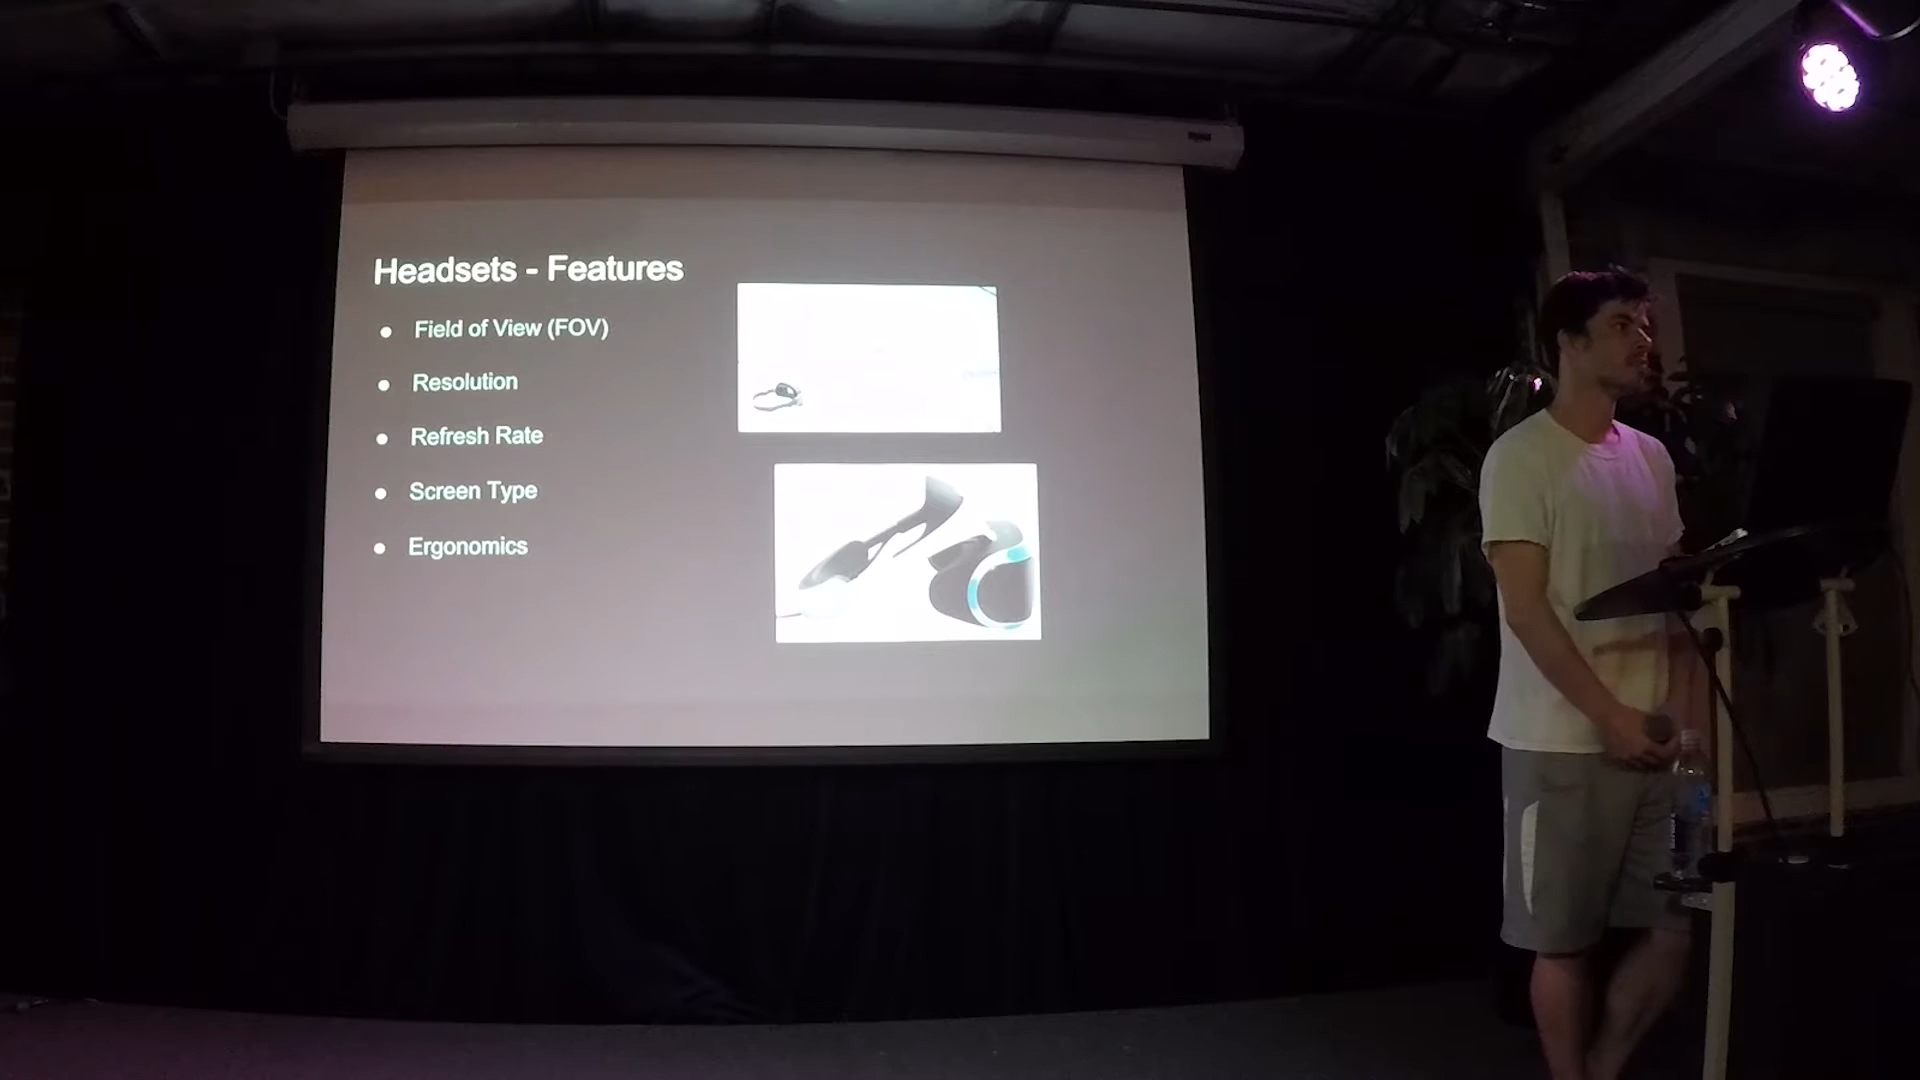 Headsets - Features
● Field of View (FOV)
● Resolution
● Refresh Rate
● Screen Type
● Ergonomics